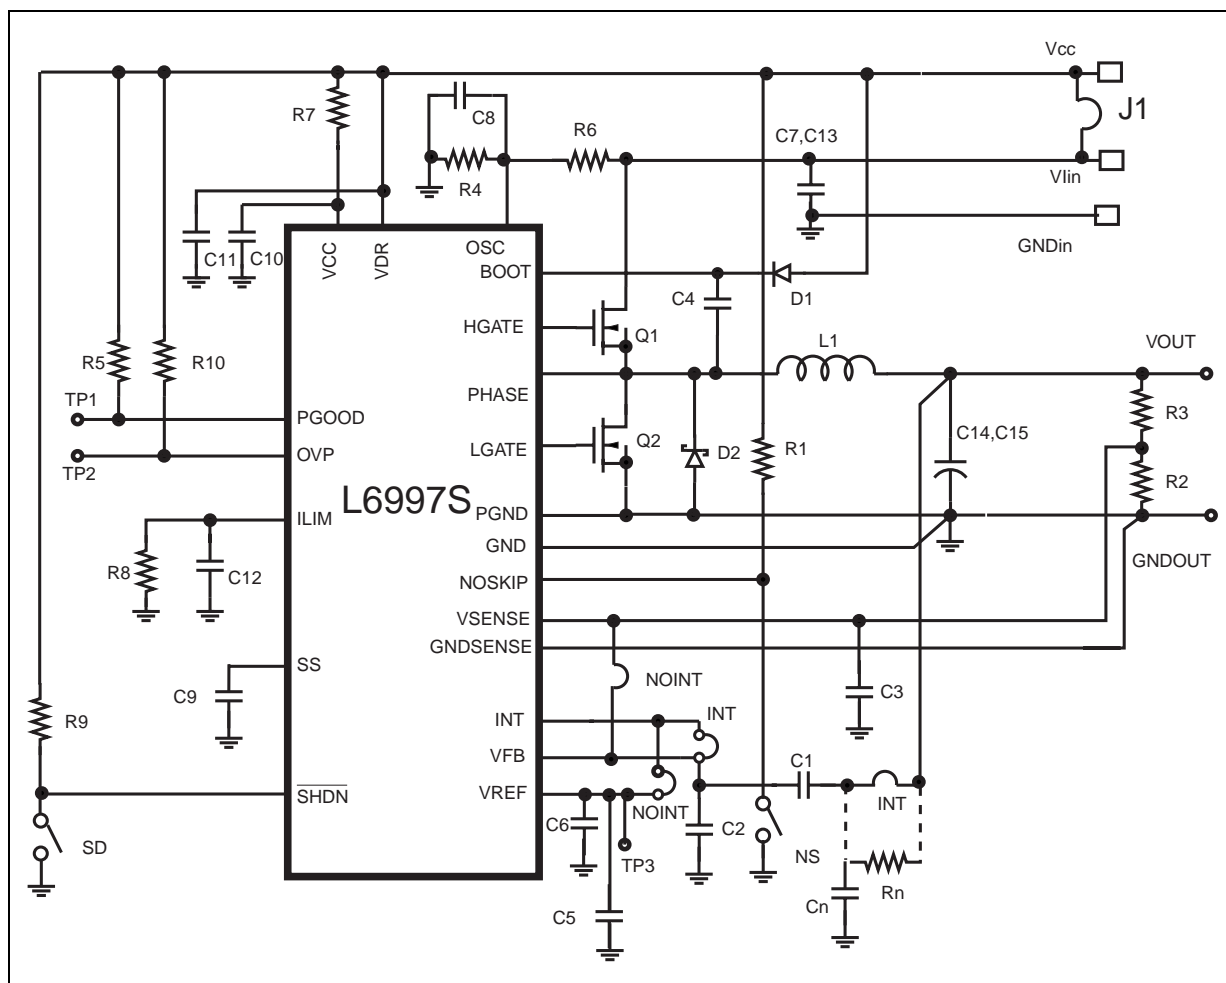 Vcc
J1
R7
C8
R6
C7,C13
R4
VIin
GNDin
C11
C10
VCC
VDR
OSC
BOOT
D1
C4
HGATE
Q1
L1
VOUT
R5
R10
PHASE
TP1
PGOOD
R3
LGATE
Q2
D2
R1
C14,C15
TP2
OVP
R2
L6997S
PGND
ILIM
GND
GNDOUT
R8
C12
NOSKIP
VSENSE
GNDSENSE
SS
C9
NOINT
C3
R9
INT
INT
VFB
C1
SHDN
VREF
NOINT
INT
C6
C2
SD
TP3
NS
Rn
C5
Cn